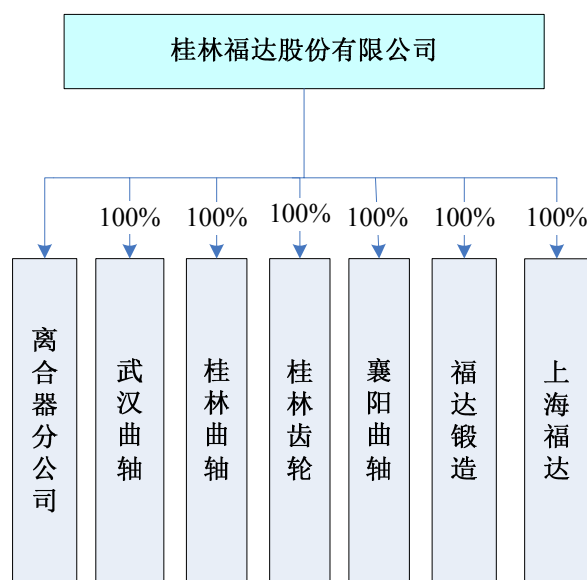 桂林福达股份有限公司
100%
100%
100%
100%
100%
100%
离合器分公司
武汉曲轴
桂林曲轴
桂林齿轮
襄阳曲轴
福达锻造
上海福达